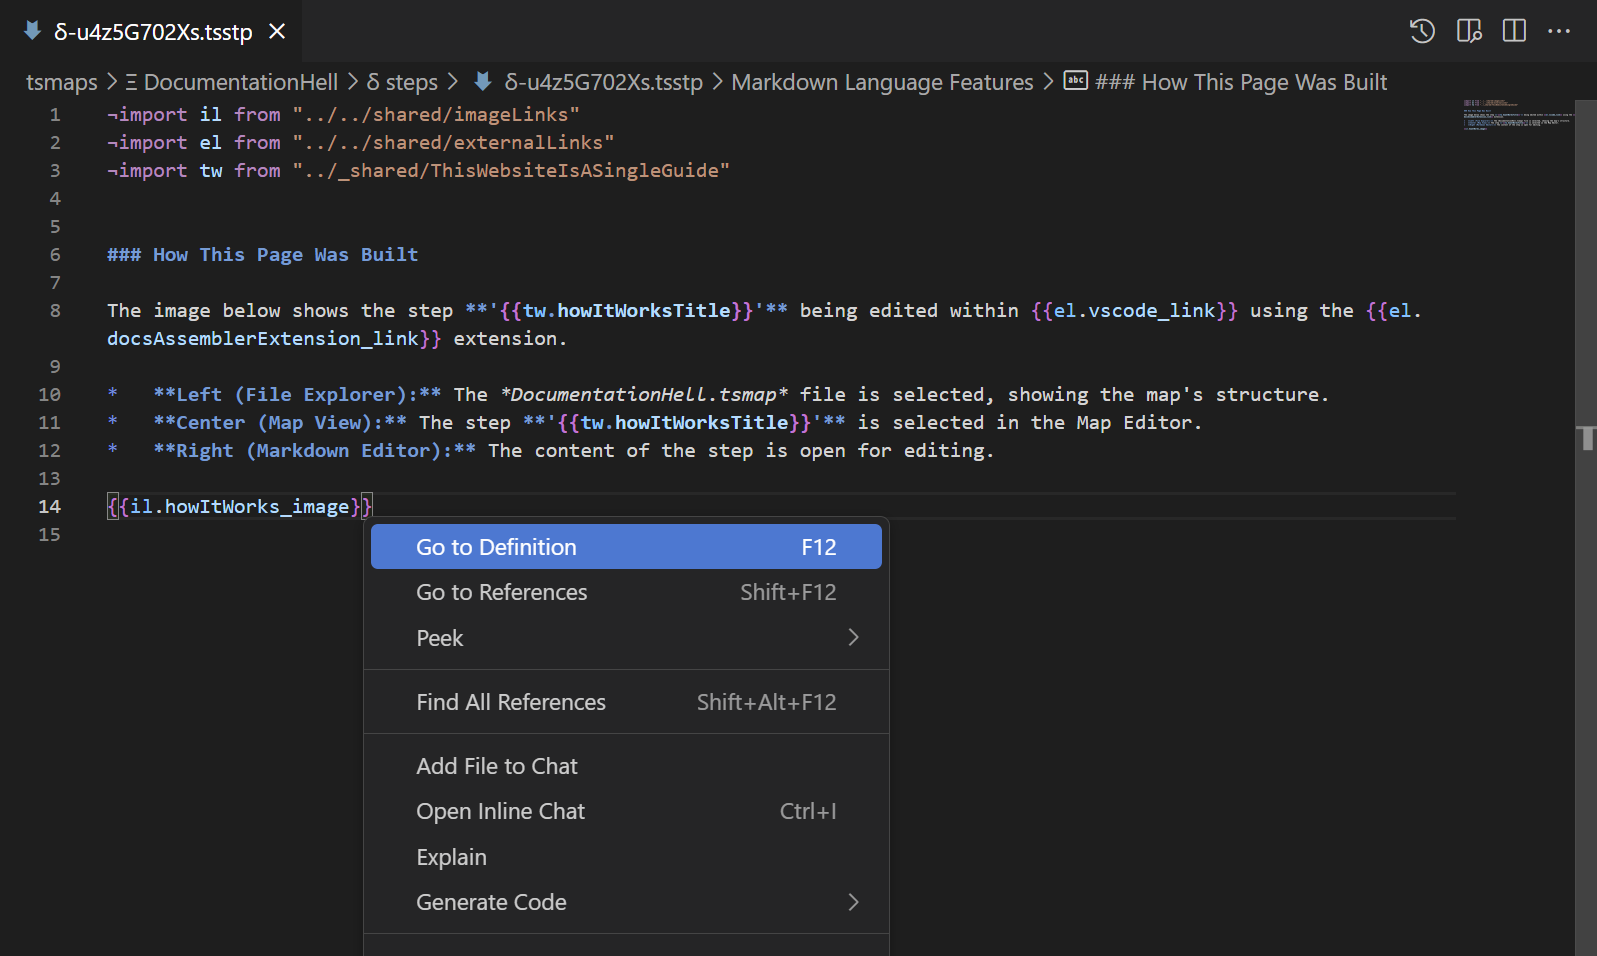 δ-u4z5G702Xs.tsstp
tsmaps > Ξ DocumentationHell > δ steps > δ-u4z5G702Xs.tsstp > Markdown Language Features > abc ### How This Page Was Built
1 ¬import il from "../../shared/imageLinks"
2 ¬import el from "../../shared/externalLinks"
3 ¬import tw from "../_shared/ThisWebsiteIsASingleGuide"
4
5
6 ### How This Page Was Built
7
8 The image below shows the step **'{{tw.howItWorksTitle}}'** being edited within {{el.vscode_link}} using the {{el.
docsAssemblerExtension_link}} extension.
9
10 * **Left (File Explorer):** The *DocumentationHell.tsmap* file is selected, showing the map's structure.
11 * **Center (Map View):** The step **'{{tw.howItWorksTitle}}'** is selected in the Map Editor.
12 * **Right (Markdown Editor):** The content of the step is open for editing.
13
14 {{il.howItWorks_image}}
15
Go to Definition F12
Go to References Shift+F12
Peek
Find All References Shift+Alt+F12
Add File to Chat
Open Inline Chat Ctrl+I
Explain
Generate Code